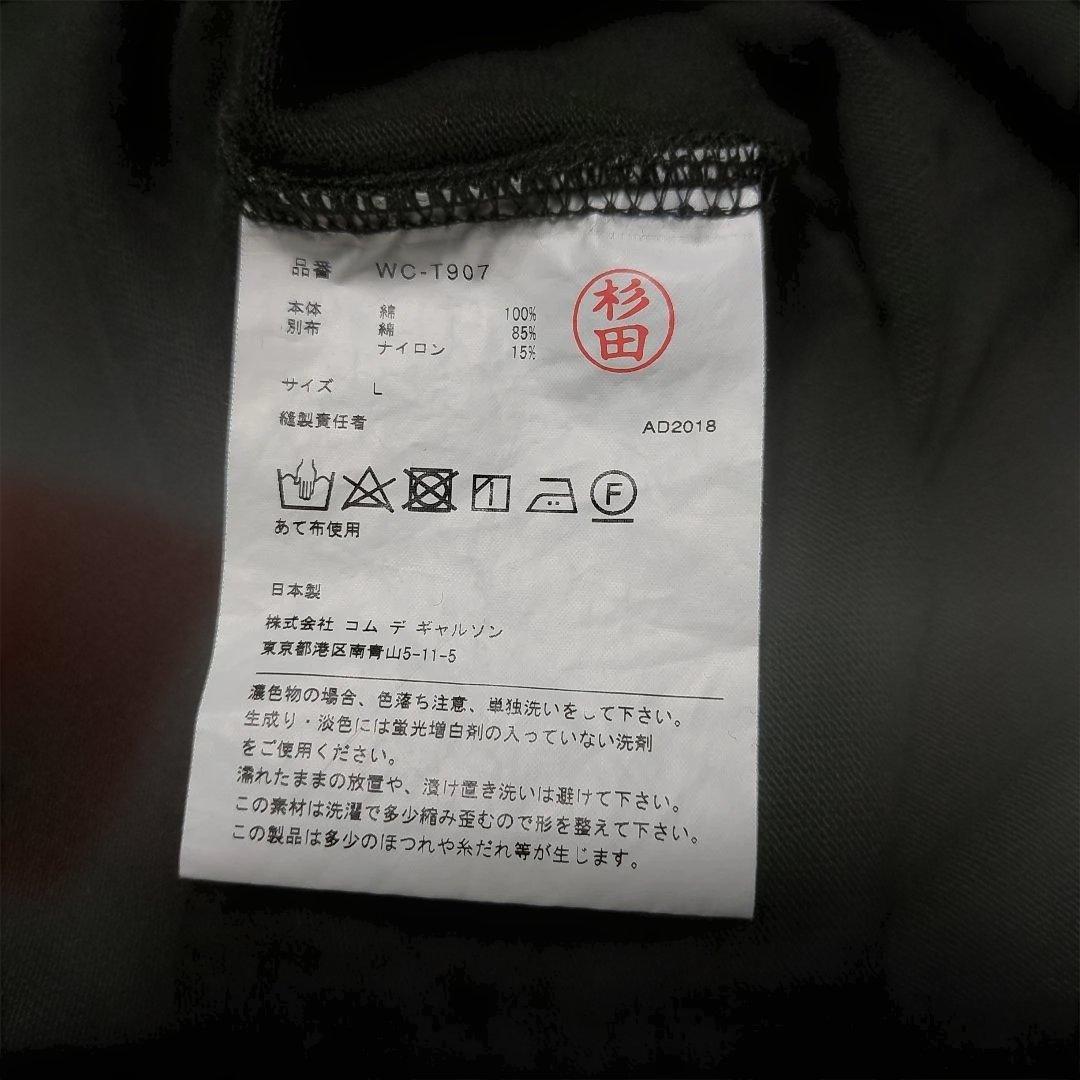 品番 WC-T907
杉田
本体 綿 100%
別布 綿 85%
ナイロン 15%
サイズ L
縫製責任者
AD2018
F
あて布使用
日本製
株式会社 コム デ ギャルソン
東京都港区南青山5-11-5
濃色物の場合、色落ち注意、単独洗いをして下さい。
生成り・淡色には蛍光増白剤の入っていない洗剤
をご使用ください。
濡れたままの放置や、漬け置き洗いは避けて下さい。
この素材は洗濯で多少縮み歪むので形を整えて下さい。
この製品は多少のほつれや糸だれ等が生じます。